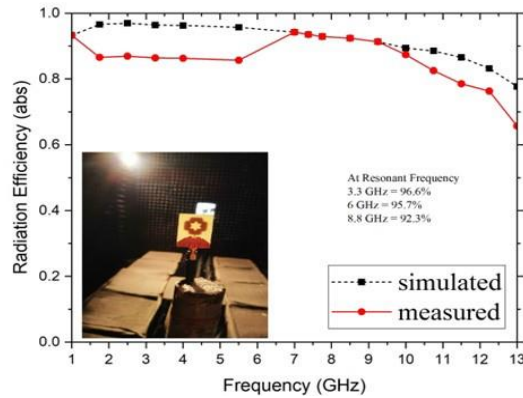 Radiation Efficiency (abs)
1.0
0.8
0.6
0.4
0.2
0.0
At Resonant Frequency
3.3 GHz = 96.6%
6 GHz = 95.7%
8.8 GHz = 92.3%
simulated
measured
1 2 3 4 5 6 7 8 9 10 11 12 13
Frequency (GHz)